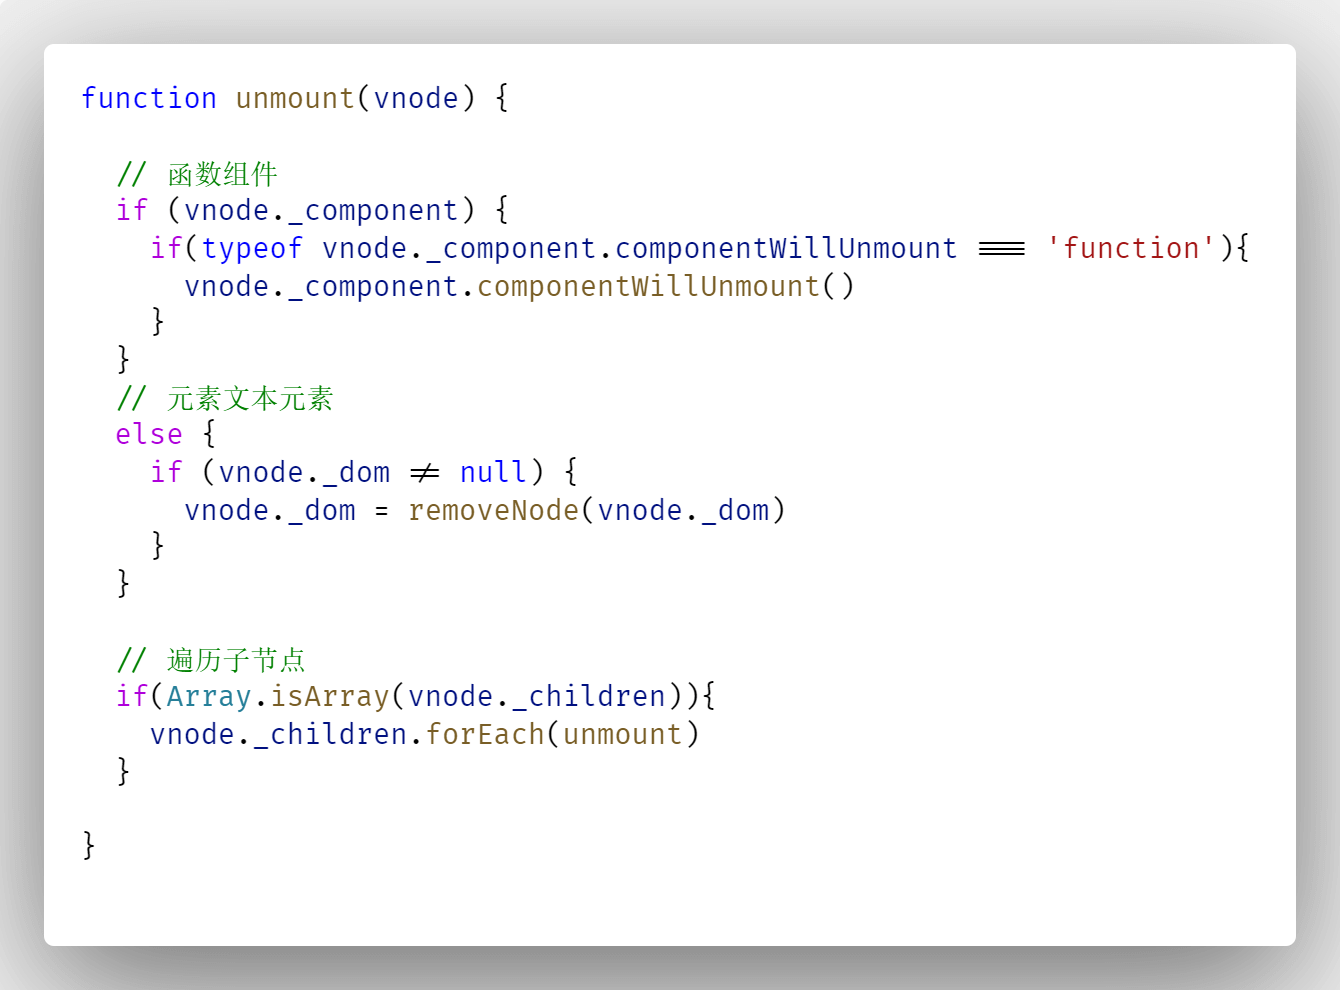 function unmount(vnode) {
// 函数组件
if (vnode._component) {
if(typeof vnode._component.componentWillUnmount === 'function'){
vnode._component.componentWillUnmount()
}
}
// 元素文本元素
else {
if (vnode._dom != null) {
vnode._dom = removeNode(vnode._dom)
}
}
// 遍历子节点
if(Array.isArray(vnode._children)){
vnode._children.forEach(unmount)
}
}